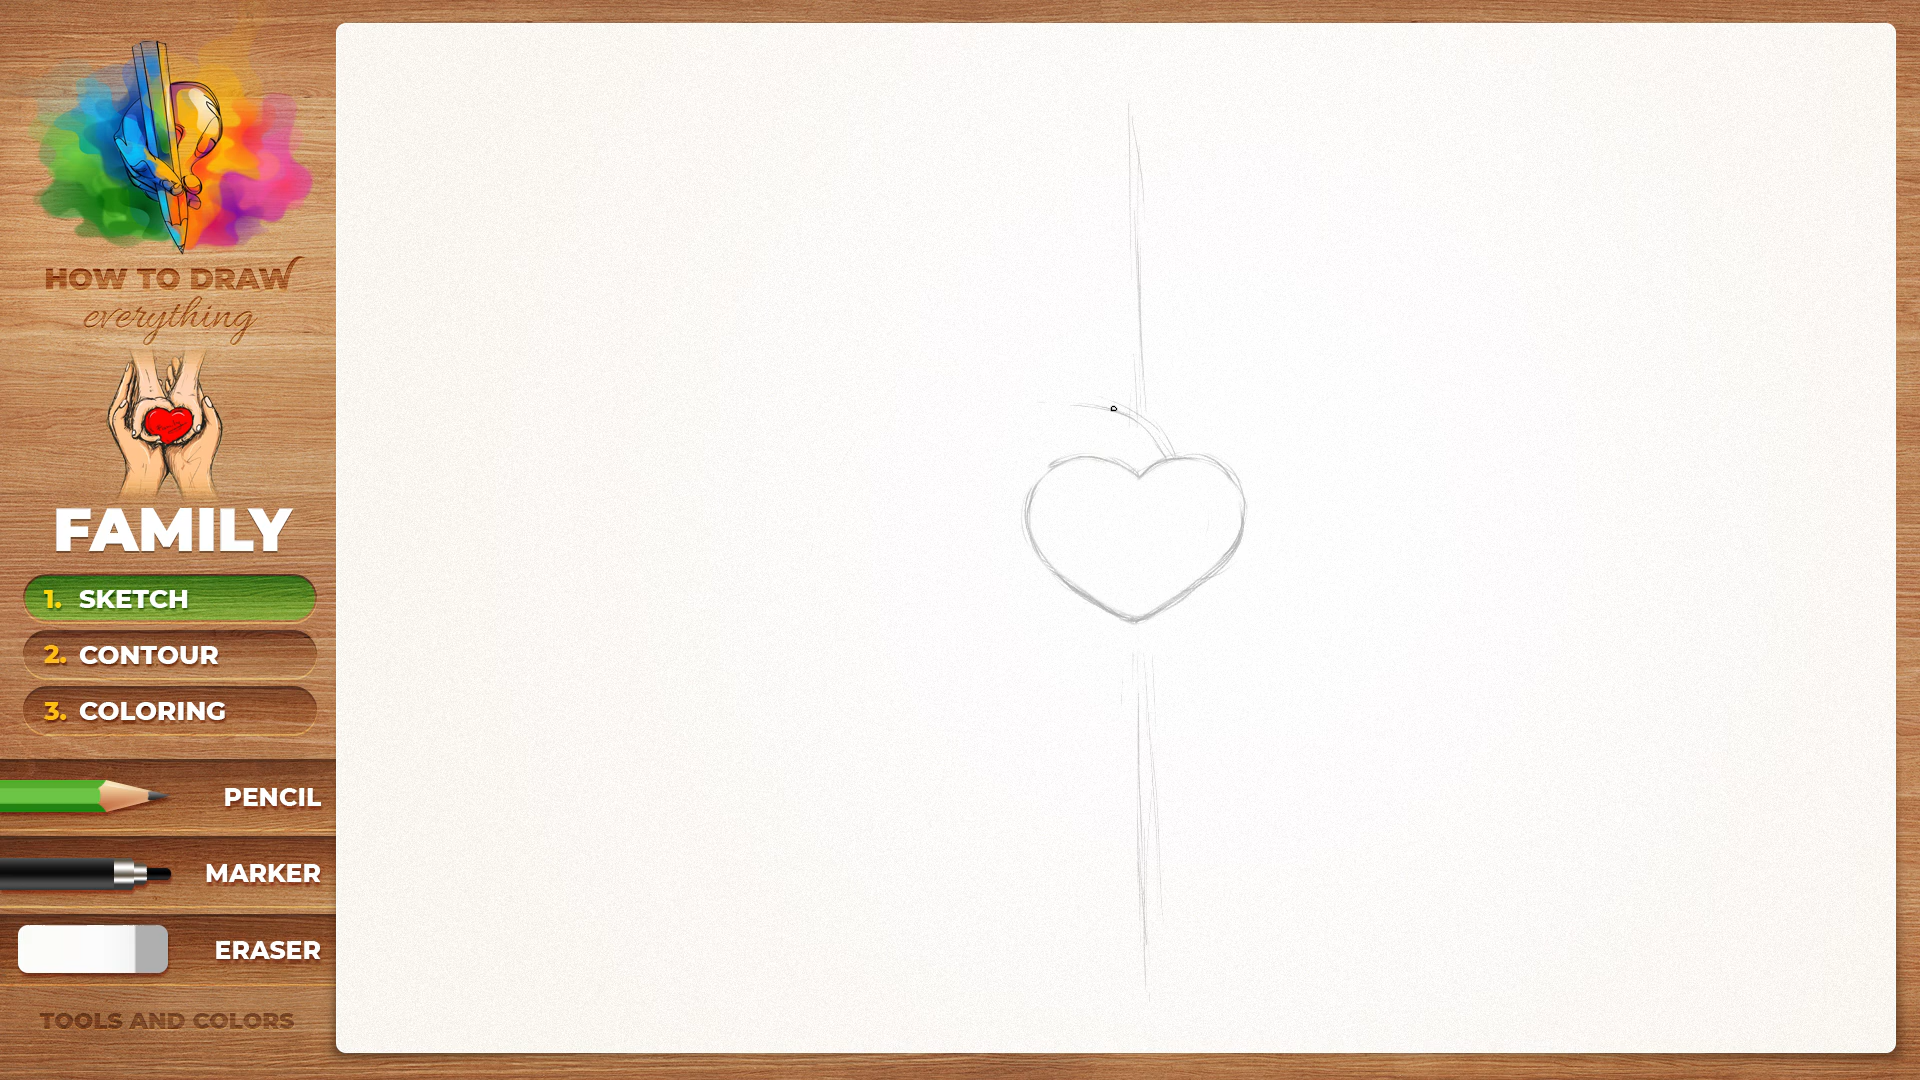 HOW TO DRAW
everything
FAMILY
1. SKETCH
2. CONTOUR
3. COLORING
PENCIL
MARKER
ERASER
TOOLS AND COLORS